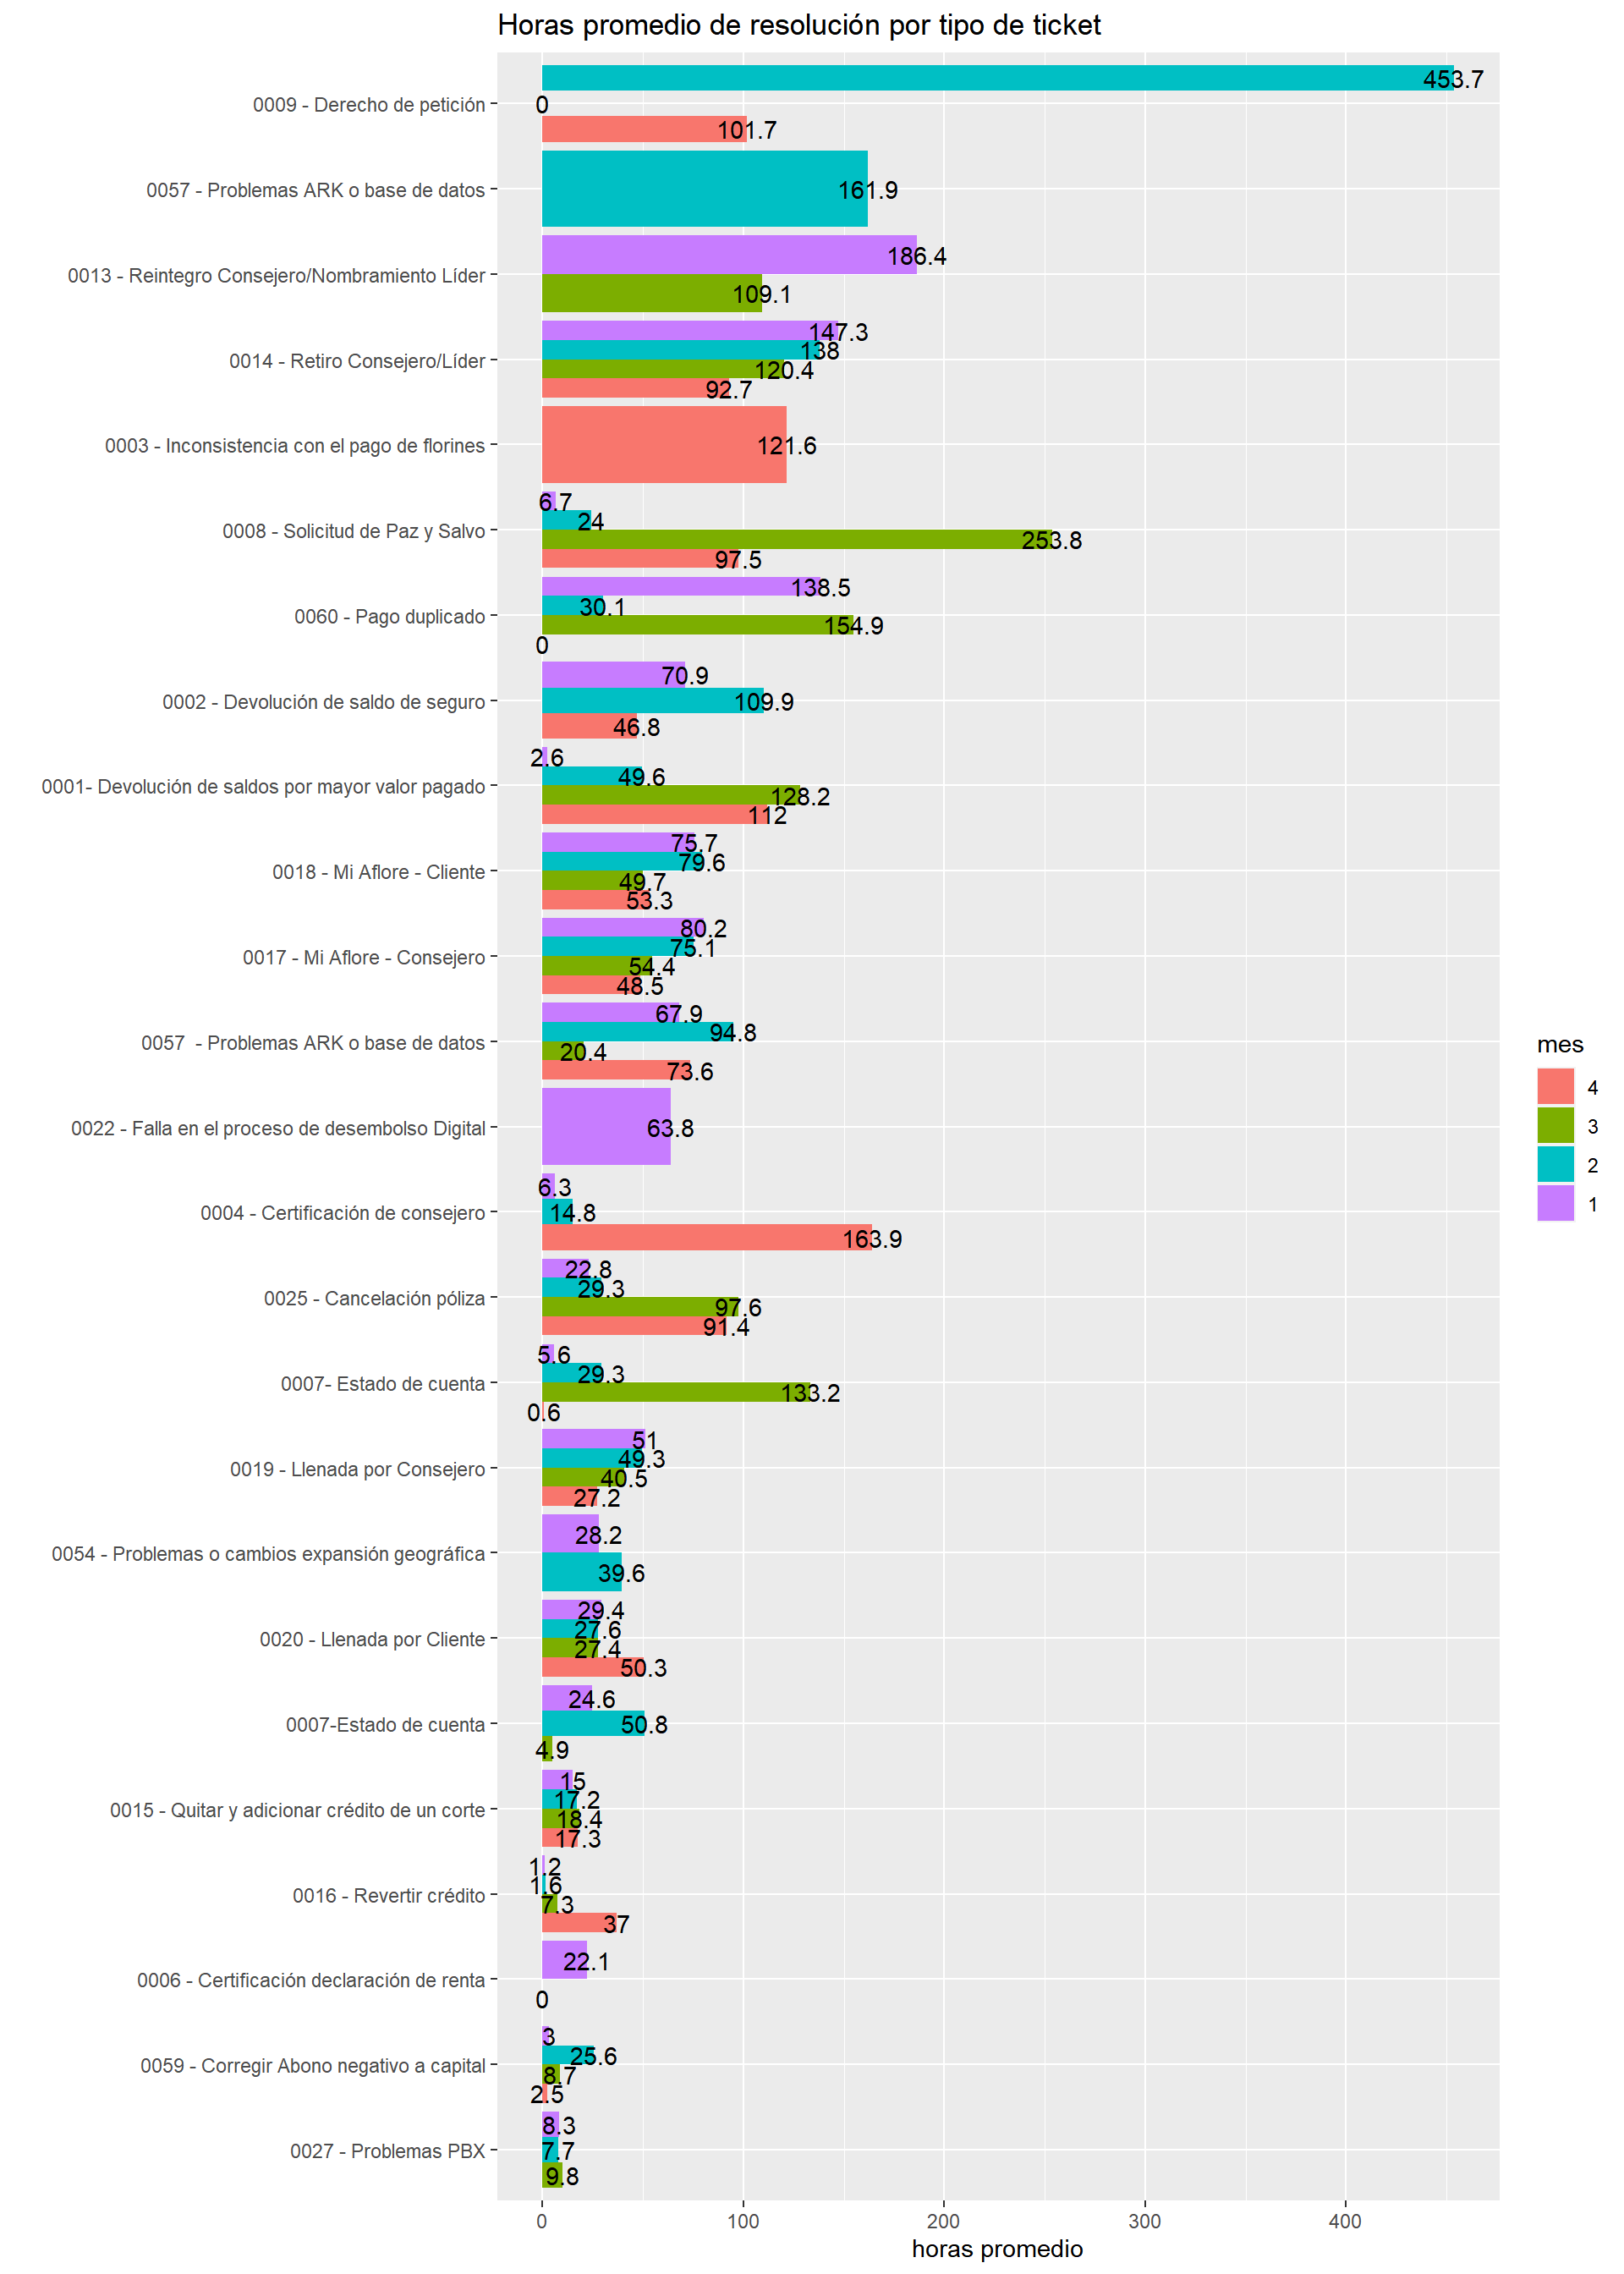 Horas promedio de resolución por tipo de ticket
0009 - Derecho de petición
453.7
0
101.7
0057 - Problemas ARK o base de datos
161.9
0013 - Reintegro Consejero/Nombramiento Líder
186.4
109.1
0014 - Retiro Consejero/Líder
147.3
138
120.4
92.7
0003 - Inconsistencia con el pago de florines
121.6
0008 - Solicitud de Paz y Salvo
6.7
24
253.8
97.5
0060 - Pago duplicado
138.5
30.1
154.9
0
0002 - Devolución de saldo de seguro
70.9
109.9
46.8
0001- Devolución de saldos por mayor valor pagado
2.6
49.6
128.2
112
0018 - Mi Aflore - Cliente
75.7
79.6
49.7
53.3
0017 - Mi Aflore - Consejero
80.2
75.1
54.4
48.5
0057  - Problemas ARK o base de datos
67.9
94.8
20.4
73.6
0022 - Falla en el proceso de desembolso Digital
63.8
0004 - Certificación de consejero
6.3
14.8
163.9
0025 - Cancelación póliza
22.8
29.3
97.6
91.4
0007- Estado de cuenta
5.6
29.3
133.2
0.6
0019 - Llenada por Consejero
51
49.3
40.5
27.2
0054 - Problemas o cambios expansión geográfica
28.2
39.6
0020 - Llenada por Cliente
29.4
27.6
27.4
50.3
0007-Estado de cuenta
24.6
50.8
4.9
0015 - Quitar y adicionar crédito de un corte
15
17.2
18.4
17.3
0016 - Revertir crédito
1.2
1.6
7.3
37
0006 - Certificación declaración de renta
22.1
0
0059 - Corregir Abono negativo a capital
3
25.6
8.7
2.5
0027 - Problemas PBX
8.3
7.7
9.8
0 100 200 300 400
horas promedio
mes
4
3
2
1